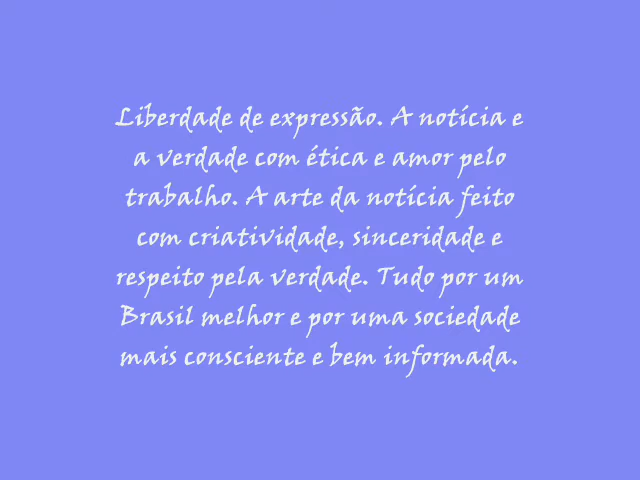 Liberdade de expressão. A notícia e
a verdade com ética e amor pelo
trabalho. A arte da notícia feito
com criatividade, sinceridade e
respeito pela verdade. Tudo por um
Brasil melhor e por uma sociedade
mais consciente e bem informada.